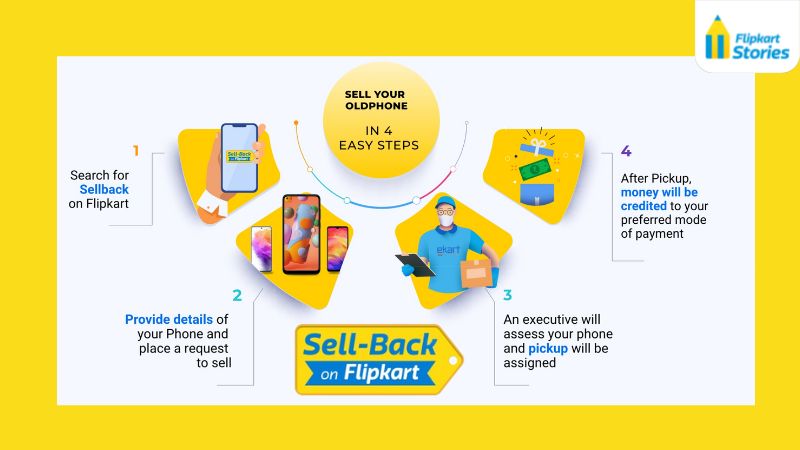 Flipkart
Stories
SELL YOUR
OLDPHONE
IN 4
EASY STEPS
1
Search for
Sellback
on Flipkart
Sell-Back
on Flipkart
2
Provide details of
your Phone and
place a request
to sell
ekart
3
An executive will
assess your phone
and pickup will be
assigned
4
After Pickup,
money will be
credited to your
preferred mode
of payment
Sell-Back
on Flipkart